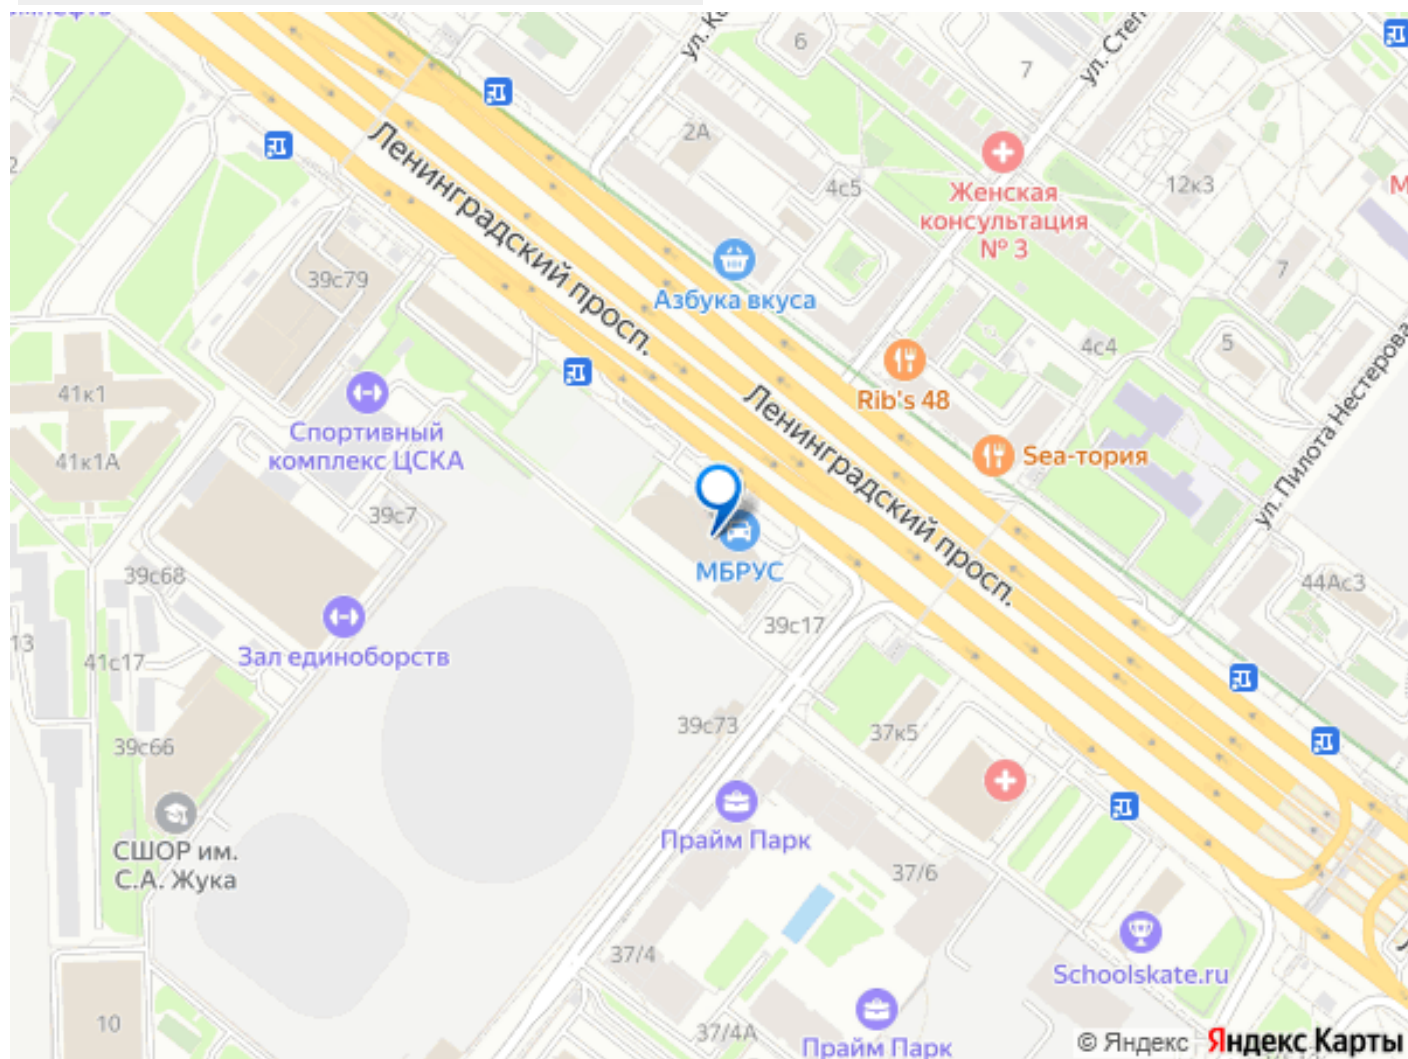 ул. К
6
ул. Степ
7
2А
4с5
Женская
консультация
№ 3
12к3
М
Ленинградский просп.
39с79
Азбука вкуса
7
4с4
5
41к1
Rib's 48
ул. Пилота Нестерова
Спортивный
комплекс ЦСКА
41к1А
Ленинградский просп.
Sea-тория
39с7
МБРУС
39с68
44Ас3
39с17
13
41с17
Зал единоборств
39с73
37к5
39с66
Прайм Парк
СШОР им.
С.А. Жука
37/6
37/4
Schoolskate.ru
10
37/4А
Прайм Парк
© Яндекс Яндекс Карты